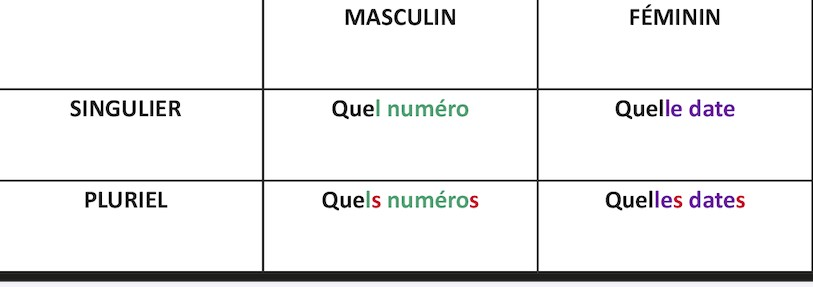 MASCULIN FÉMININ
SINGULIER Quel numéro Quelle date
PLURIEL Quels numéros Quelles dates